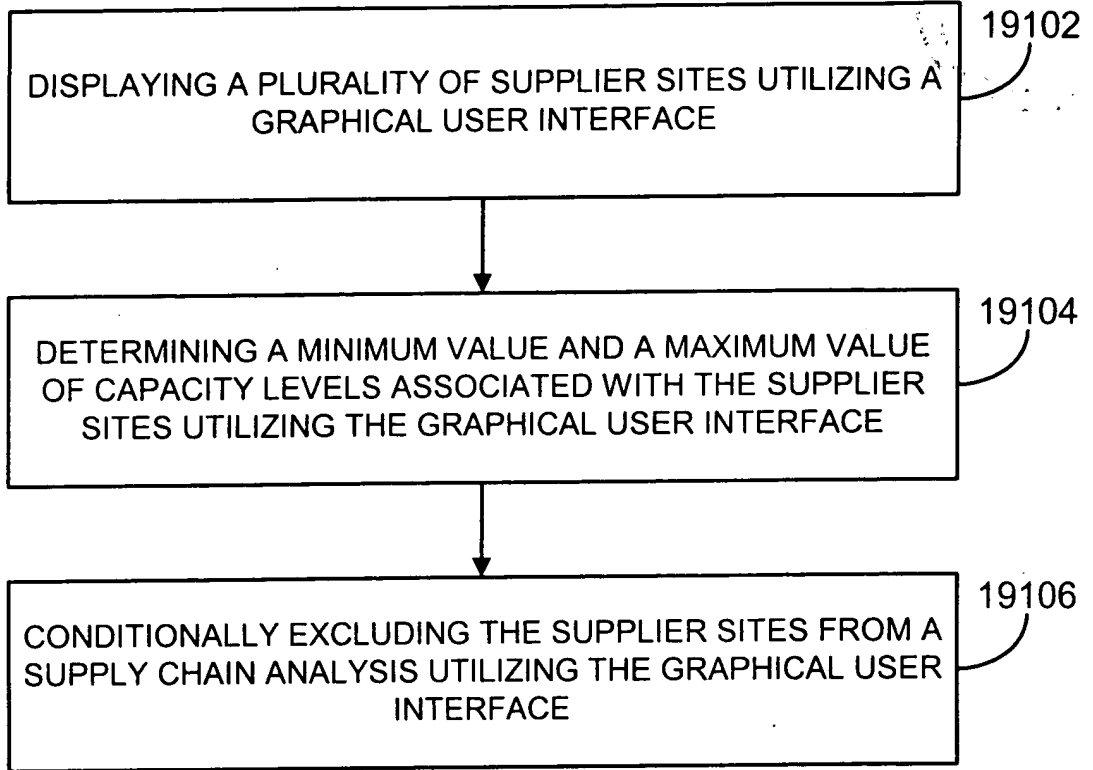 19102
DISPLAYING A PLURALITY OF SUPPLIER SITES UTILIZING A
GRAPHICAL USER INTERFACE
19104
DETERMINING A MINIMUM VALUE AND A MAXIMUM VALUE
OF CAPACITY LEVELS ASSOCIATED WITH THE SUPPLIER
SITES UTILIZING THE GRAPHICAL USER INTERFACE
19106
CONDITIONALLY EXCLUDING THE SUPPLIER SITES FROM A
SUPPLY CHAIN ANALYSIS UTILIZING THE GRAPHICAL USER
INTERFACE